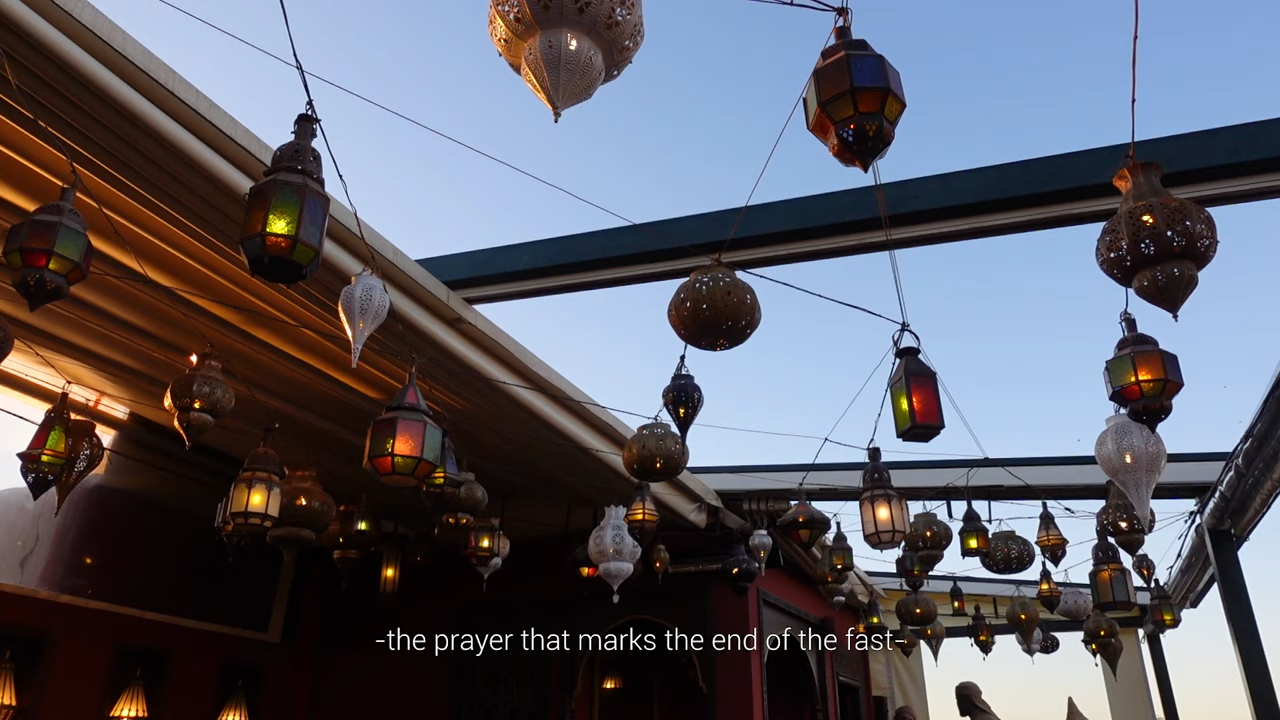 -the prayer that marks the end of the fast-